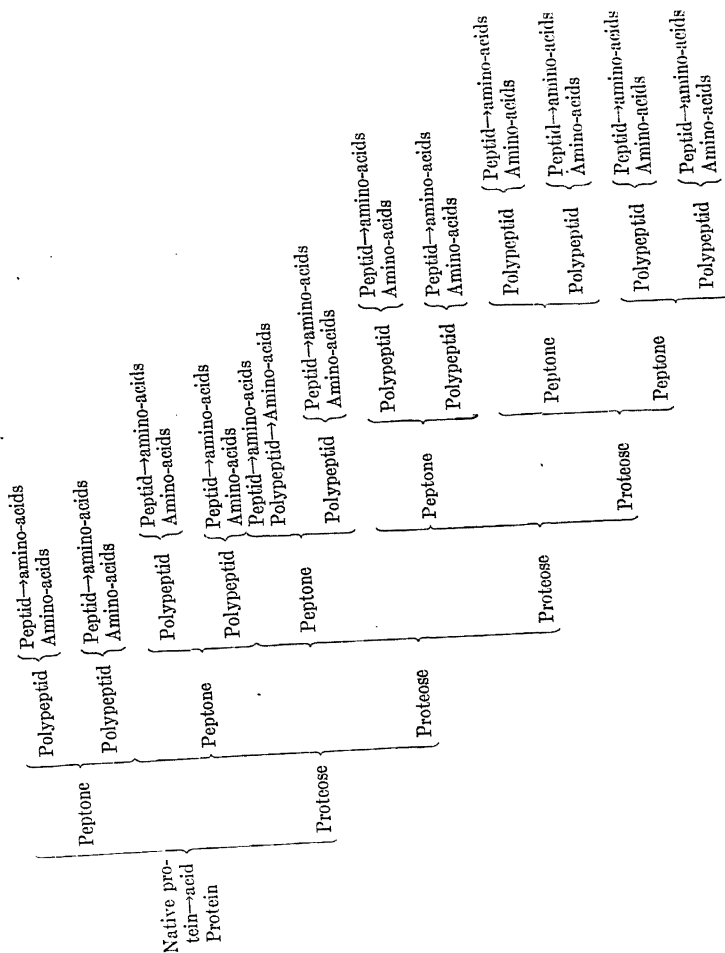 Polypeptid { Peptid→amino-acids
Amino-acids
Peptone
Polypeptid { Peptid→amino-acids
Amino-acids
Native pro-
tein→acid
Protein
Polypeptid { Peptid→amino-acids
Amino-acids
Peptone
Polypeptid { Peptid→amino-acids
Amino-acids
Peptid→amino-acids
Polypeptid→Amino-acids
Peptone
Proteose
Polypeptid { Peptid→amino-acids
Amino-acids
Polypeptid { Peptid→amino-acids
Amino-acids
Proteose
Peptone
Polypeptid { Peptid→amino-acids
Amino-acids
Polypeptid { Peptid→amino-acids
Amino-acids
Proteose
Peptone
Polypeptid { Peptid→amino-acids
Amino-acids
Proteose
Polypeptid { Peptid→amino-acids
Amino-acids
Peptone
Polypeptid { Peptid→amino-acids
Amino-acids